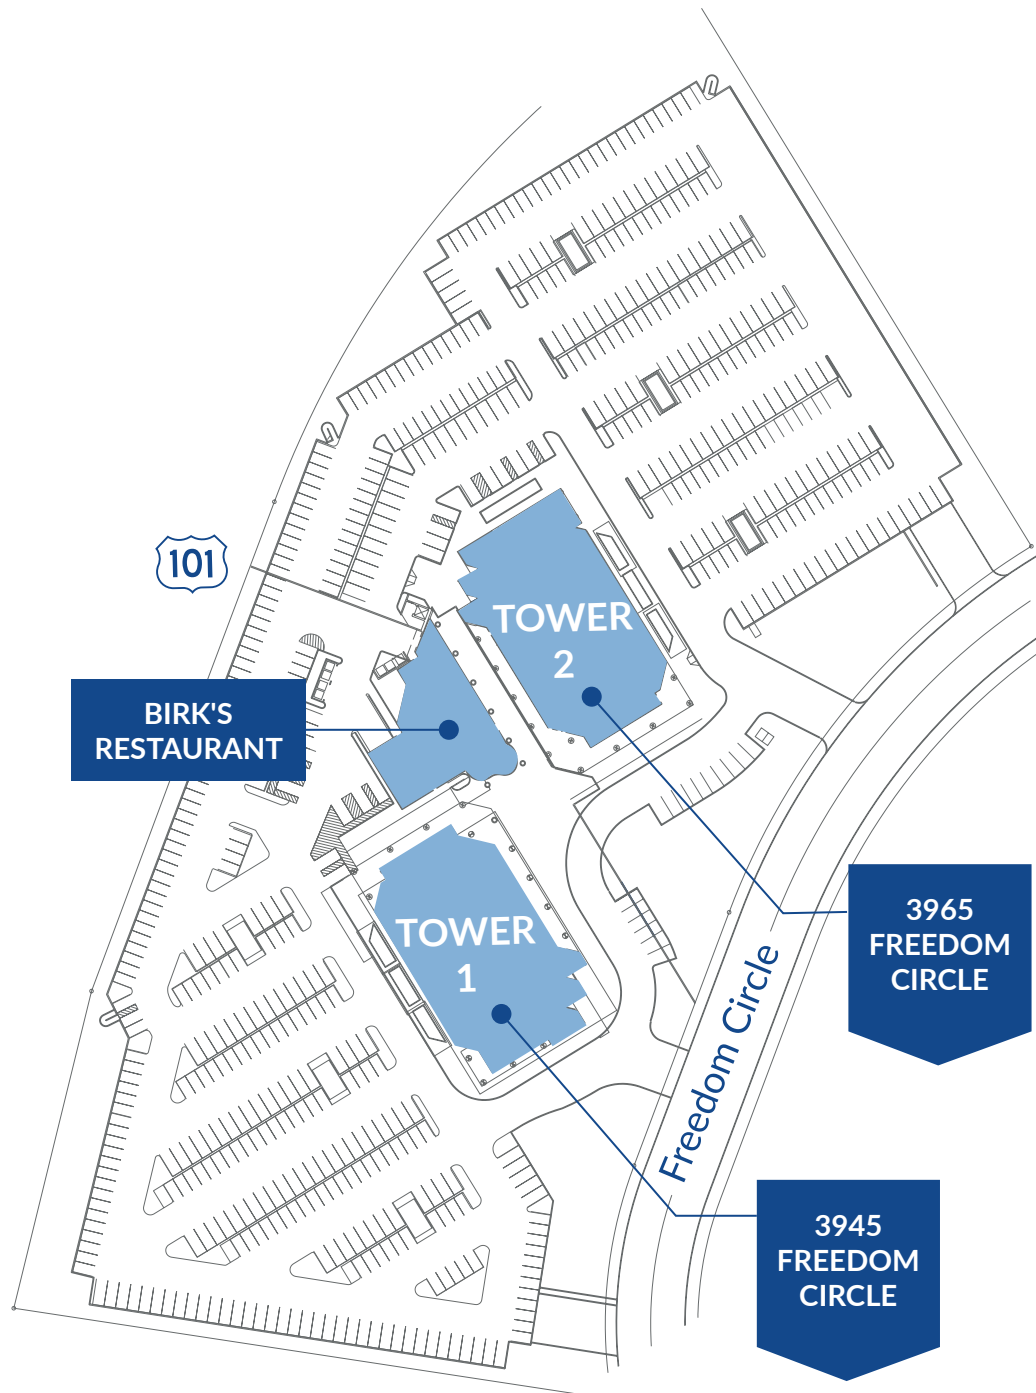 101
TOWER
2
BIRK'S
RESTAURANT
TOWER
1
3965
FREEDOM
CIRCLE
Freedom Circle
3945
FREEDOM
CIRCLE